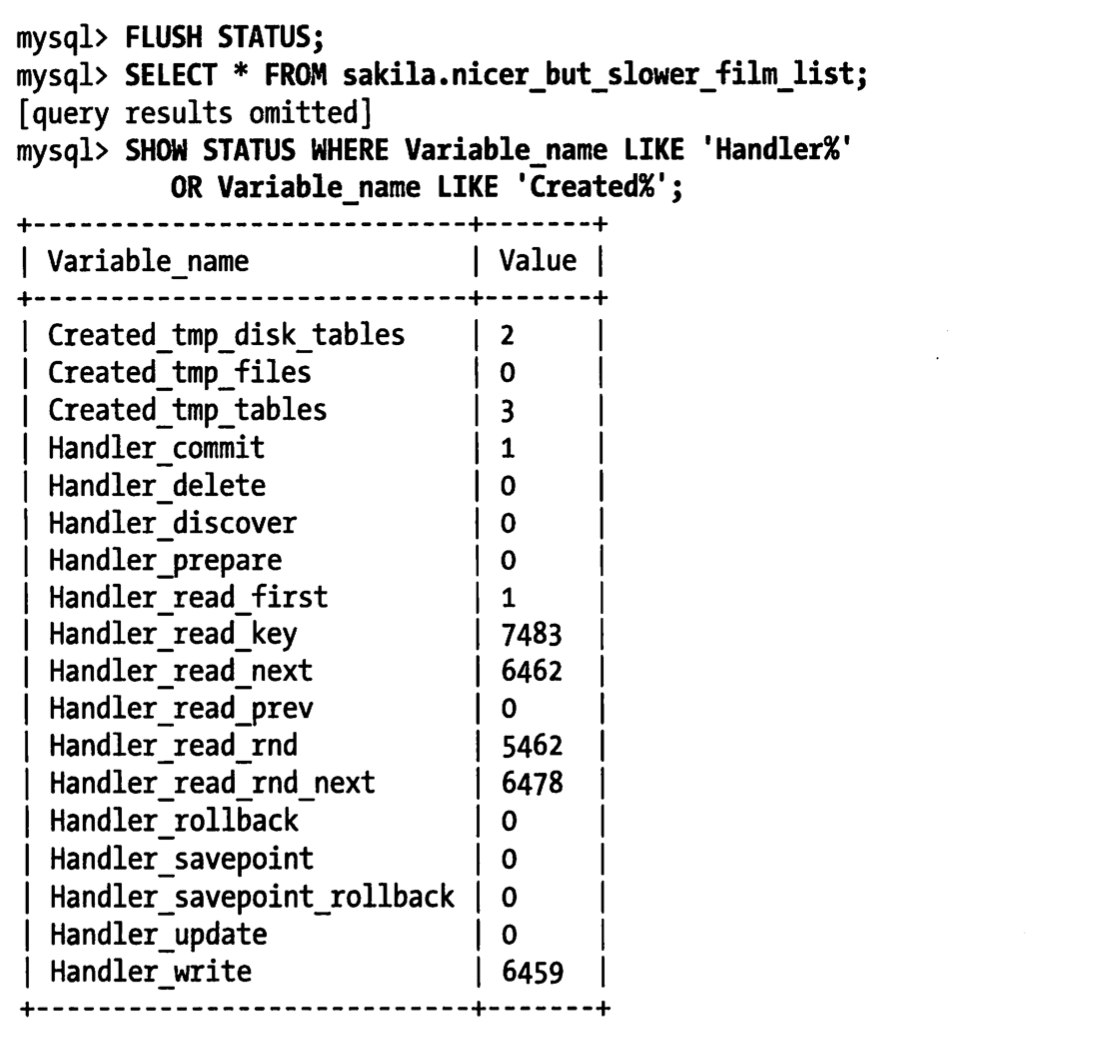 mysql> FLUSH STATUS;
mysql> SELECT * FROM sakila.nicer_but_slower_film_list;
[query results omitted]
mysql> SHOW STATUS WHERE Variable_name LIKE 'Handler%'
          OR Variable_name LIKE 'Created%';
+----------------------------+-------+
| Variable_name              | Value |
+----------------------------+-------+
| Created_tmp_disk_tables    | 2     |
| Created_tmp_files          | 0     |
| Created_tmp_tables         | 3     |
| Handler_commit             | 1     |
| Handler_delete             | 0     |
| Handler_discover           | 0     |
| Handler_prepare            | 0     |
| Handler_read_first         | 1     |
| Handler_read_key           | 7483  |
| Handler_read_next          | 6462  |
| Handler_read_prev          | 0     |
| Handler_read_rnd           | 5462  |
| Handler_read_rnd_next      | 6478  |
| Handler_rollback           | 0     |
| Handler_savepoint          | 0     |
| Handler_savepoint_rollback | 0     |
| Handler_update             | 0     |
| Handler_write              | 6459  |
+----------------------------+-------+